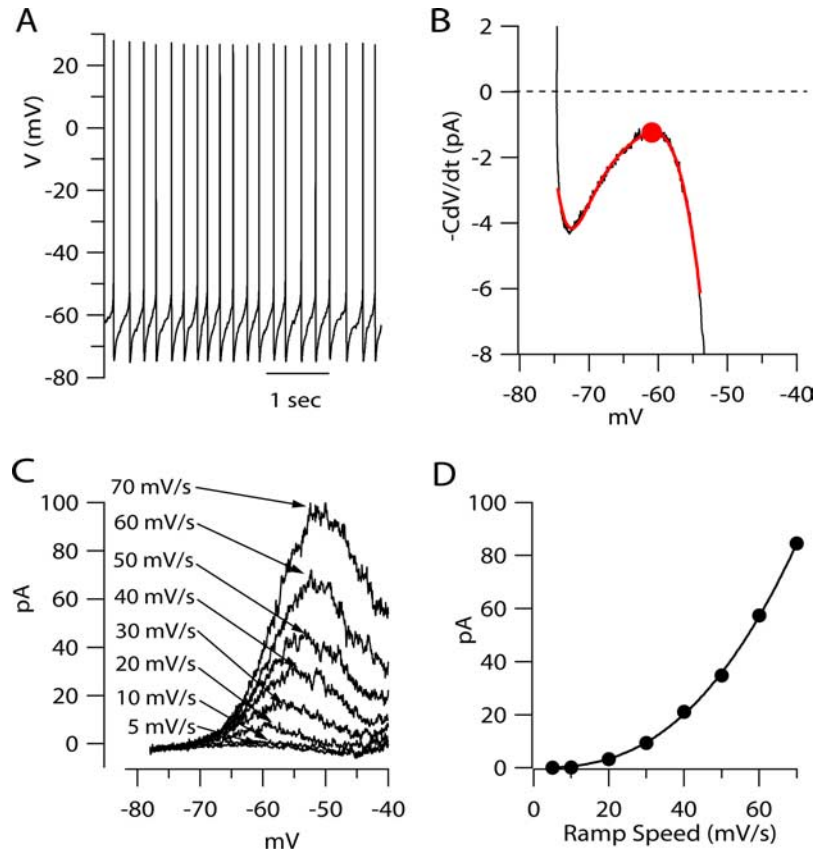 A
V (mV)
20
0
-20
-40
-60
-80
1 sec
B
-CdV/dt (pA)
2
0
-2
-4
-6
-8
-80 -70 -60 -50 -40
mV
C
pA
100
80
60
40
20
0
70 mV/s
60 mV/s
50 mV/s
40 mV/s
30 mV/s
20 mV/s
10 mV/s
5 mV/s
-80 -70 -60 -50 -40
mV
D
pA
100
80
60
40
20
0
0 20 40 60
Ramp Speed (mV/s)